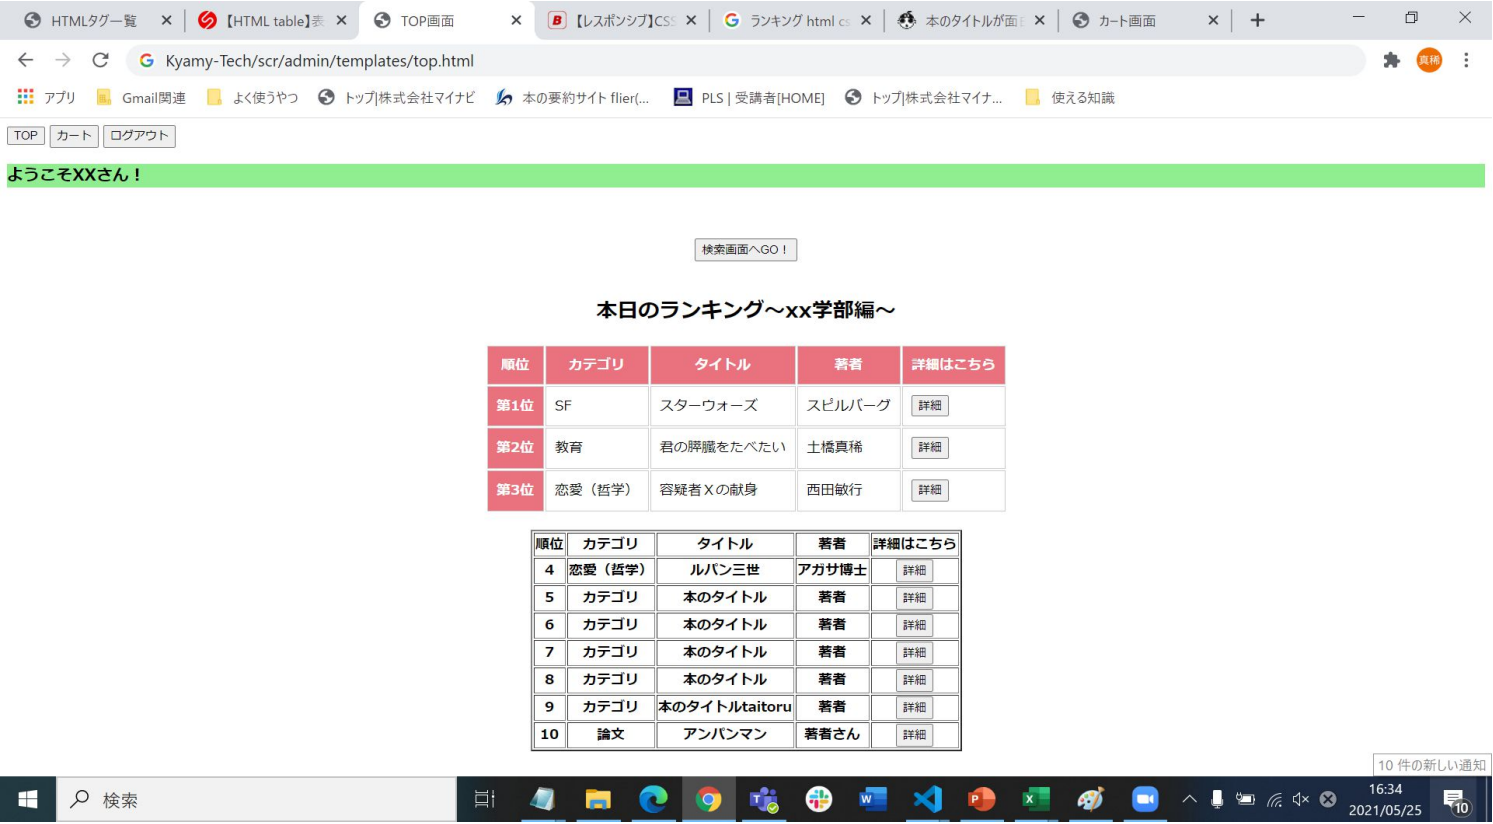 HTMLタグ一覧
【HTML table】表
TOP画面
【レスポンシブ】CSS
ランキング html cs
本のタイトルが面白
カート画面
Kyamy-Tech/scr/admin/templates/top.html
真稀
アプリ
Gmail関連
よく使うやつ
トップ|株式会社マイナビ
本の要約サイト flier(...
PLS | 受講者[HOME]
トップ|株式会社マイナ...
使える知識
TOP カート ログアウト
ようこそXXさん！
検索画面へGO！
本日のランキング～xx学部編～
順位 カテゴリ タイトル 著者 詳細はこちら
第1位 SF スターウォーズ スピルバーグ 詳細
第2位 教育 君の膵臓をたべたい 土橋真稀 詳細
第3位 恋愛（哲学） 容疑者Ｘの献身 西田敏行 詳細
順位 カテゴリ タイトル 著者 詳細はこちら
4 恋愛（哲学） ルパン三世 アガサ博士 詳細
5 カテゴリ 本のタイトル 著者 詳細
6 カテゴリ 本のタイトル 著者 詳細
7 カテゴリ 本のタイトル 著者 詳細
8 カテゴリ 本のタイトル 著者 詳細
9 カテゴリ 本のタイトルtaitoru 著者 詳細
10 論文 アンパンマン 著者さん 詳細
10 件の新しい通知
検索
16:34
2021/05/25
10